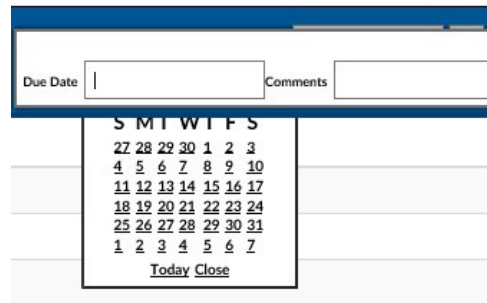 Due Date Comments
S M T W T F S
27 28 29 30 1 2 3
4 5 6 7 8 9 10
11 12 13 14 15 16 17
18 19 20 21 22 23 24
25 26 27 28 29 30 31
1 2 3 4 5 6 7
Today Close